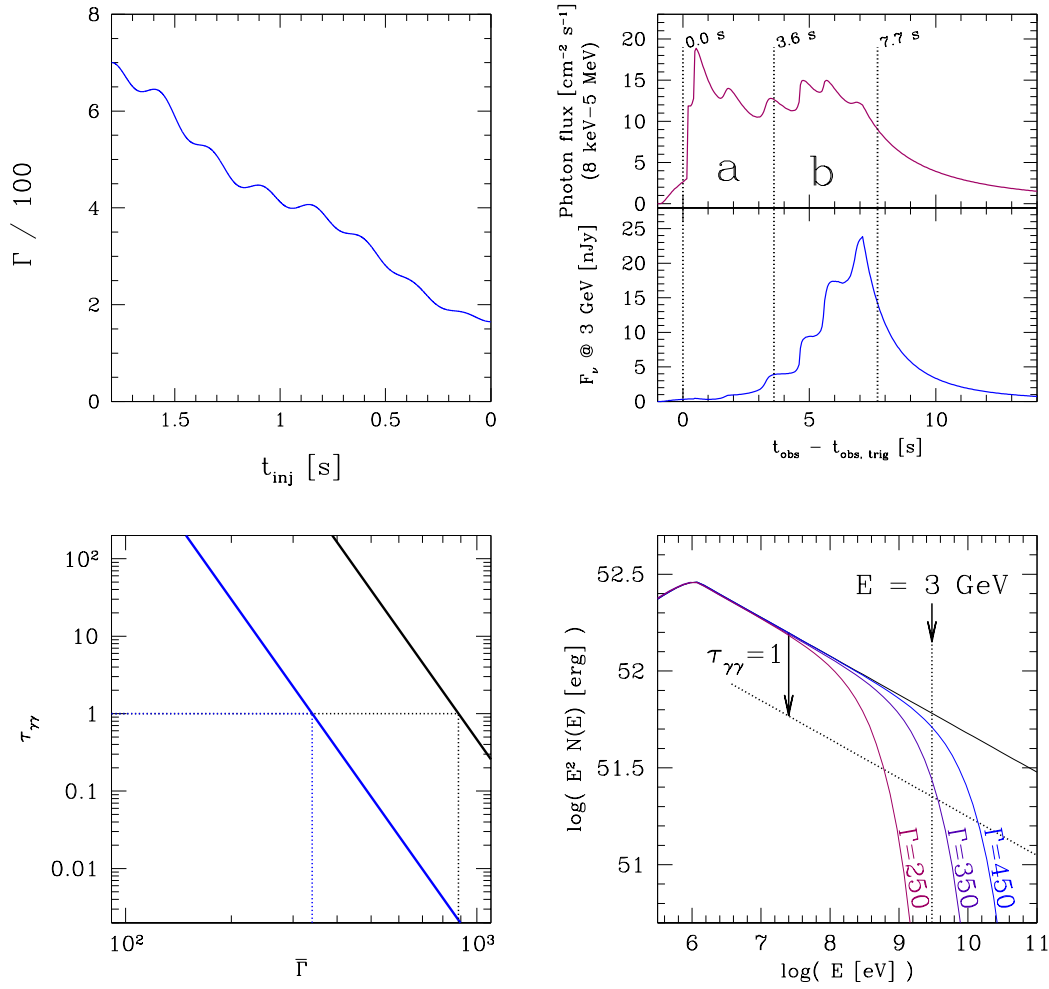 8
6
4
2
0
1.5
1
0.5
0
Γ / 100
t_inj [s]
0.0 s
3.6 s
7.7 s
20
15
10
5
0
Photon flux [cm⁻² s⁻¹]
(8 keV−5 MeV)
a
b
25
20
15
10
5
0
F_ν @ 3 GeV [nJy]
0
5
10
t_obs − t_obs, trig [s]
10²
10
1
0.1
0.01
τ_γγ
10²
10³
Γ̄
52.5
52
51.5
51
log( E² N(E) [erg] )
E = 3 GeV
τ_γγ=1
Γ=250
Γ=350
Γ=450
6
7
8
9
10
11
log( E [eV] )